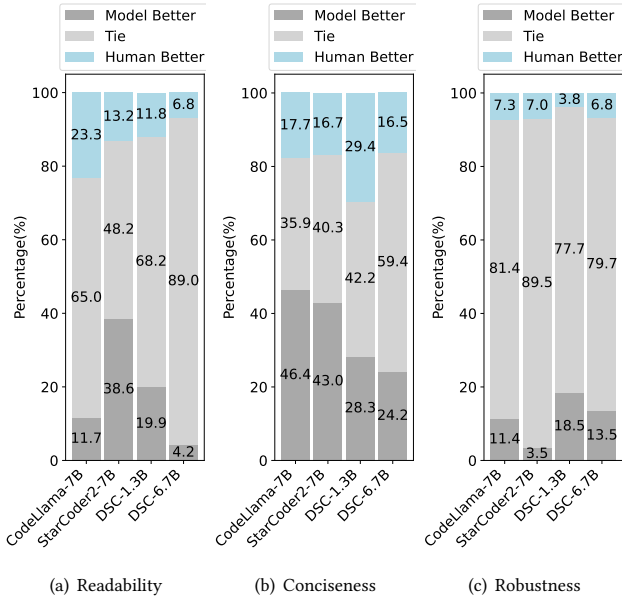 Model Better
Tie
Human Better
Percentage(%)
100
80
60
40
20
0
23.3
13.2
11.8
6.8
65.0
48.2
68.2
89.0
11.7
38.6
19.9
4.2
CodeLlama-7B
StarCoder2-7B
DSC-1.3B
DSC-6.7B
(a) Readability
Model Better
Tie
Human Better
Percentage(%)
100
80
60
40
20
0
17.7
16.7
29.4
16.5
35.9
40.3
42.2
59.4
46.4
43.0
28.3
24.2
CodeLlama-7B
StarCoder2-7B
DSC-1.3B
DSC-6.7B
(b) Conciseness
Model Better
Tie
Human Better
Percentage(%)
100
80
60
40
20
0
7.3
7.0
3.8
6.8
81.4
89.5
77.7
79.7
11.4
3.5
18.5
13.5
CodeLlama-7B
StarCoder2-7B
DSC-1.3B
DSC-6.7B
(c) Robustness